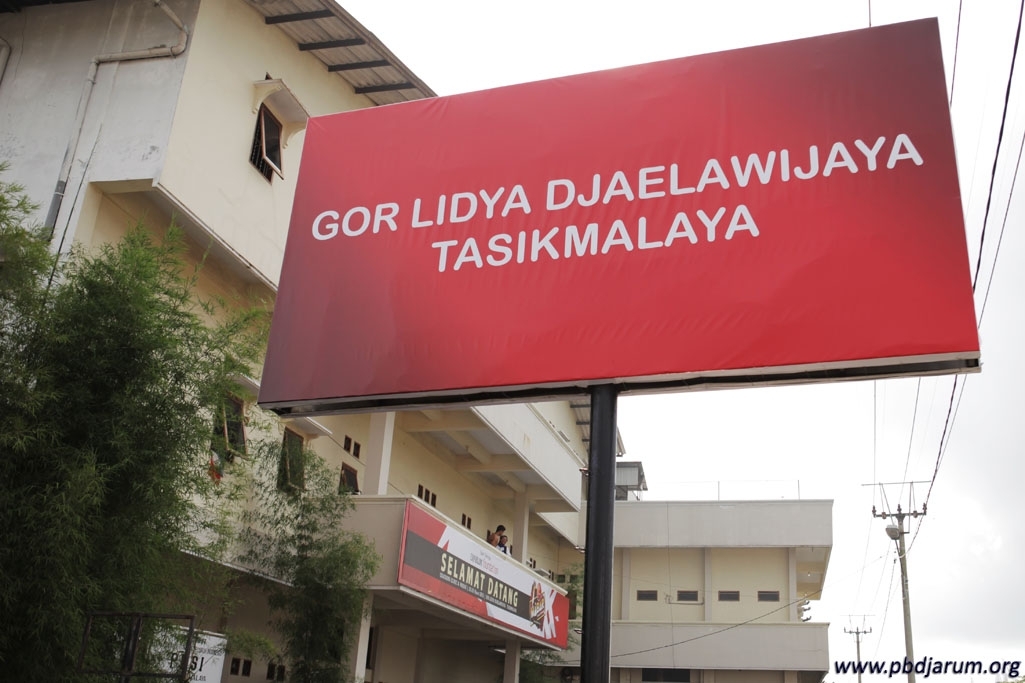 GOR LIDYA DJAELAWIJAYA
TASIKMALAYA
SELAMAT DATANG
www.pbdjarum.org